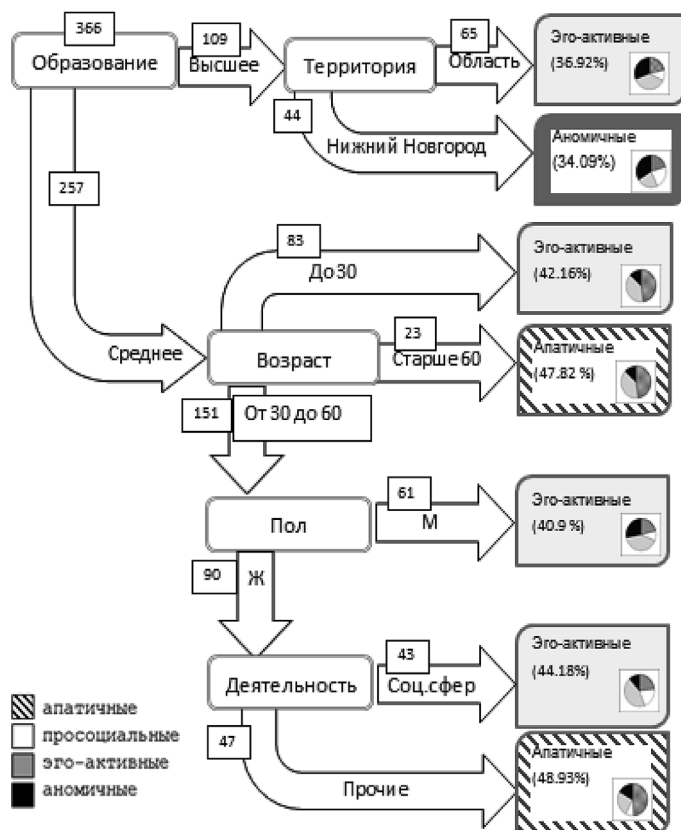 366
Образование
109
Высшее
Территория
65
Область
Эго-активные
(36.92%)
44
Нижний Новгород
Аномичные
(34.09%)
257
Среднее
83
До 30
Эго-активные
(42.16%)
Возраст
23
Старше 60
Апатичные
(47.82 %)
151
От 30 до 60
Пол
61
М
Эго-активные
(40.9 %)
90
Ж
Деятельность
43
Соц.сфер
Эго-активные
(44.18%)
47
Прочие
Апатичные
(48.93%)
апатичные
просоциальные
эго-активные
аномичные